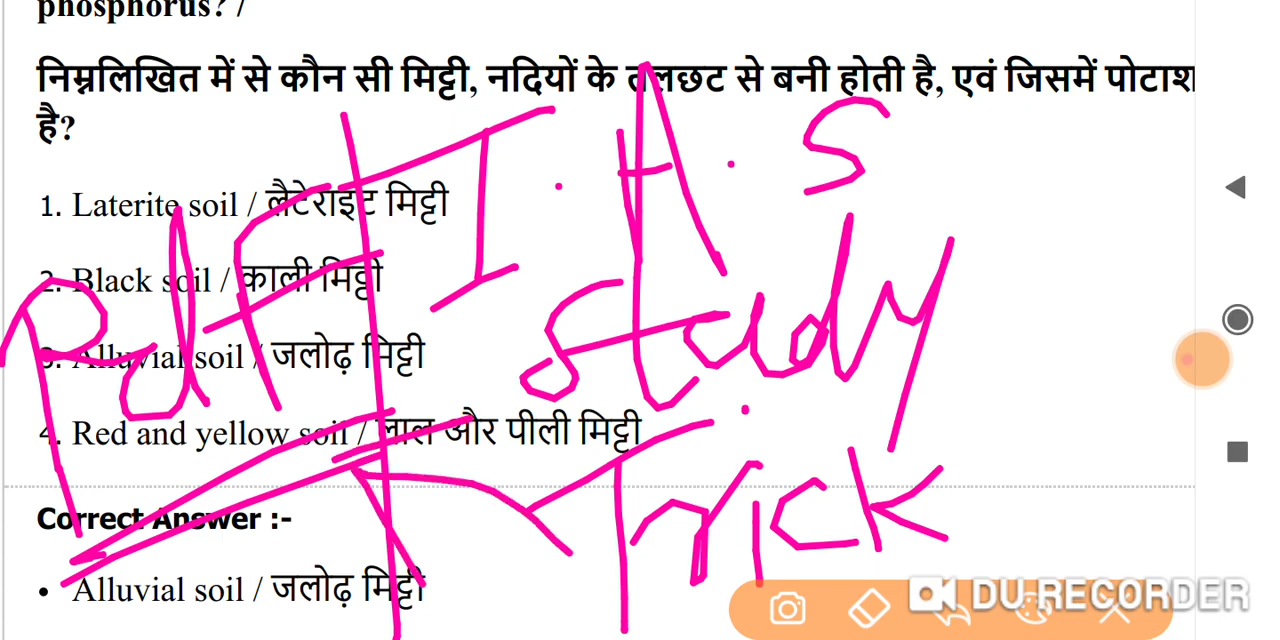 phosphorus? /
निम्नलिखित में से कौन सी मिट्टी, नदियों के तलछट से बनी होती है, एवं जिसमें पोटाश
है?
1. Laterite soil / लैटेराइट मिट्टी
2. Black soil / काली मिट्टी
3. Alluvial soil / जलोढ़ मिट्टी
4. Red and yellow soil / लाल और पीली मिट्टी
Correct Answer :-
• Alluvial soil / जलोढ़ मिट्टी
Pdf I.A.S
Study
Trick
DU RECORDER